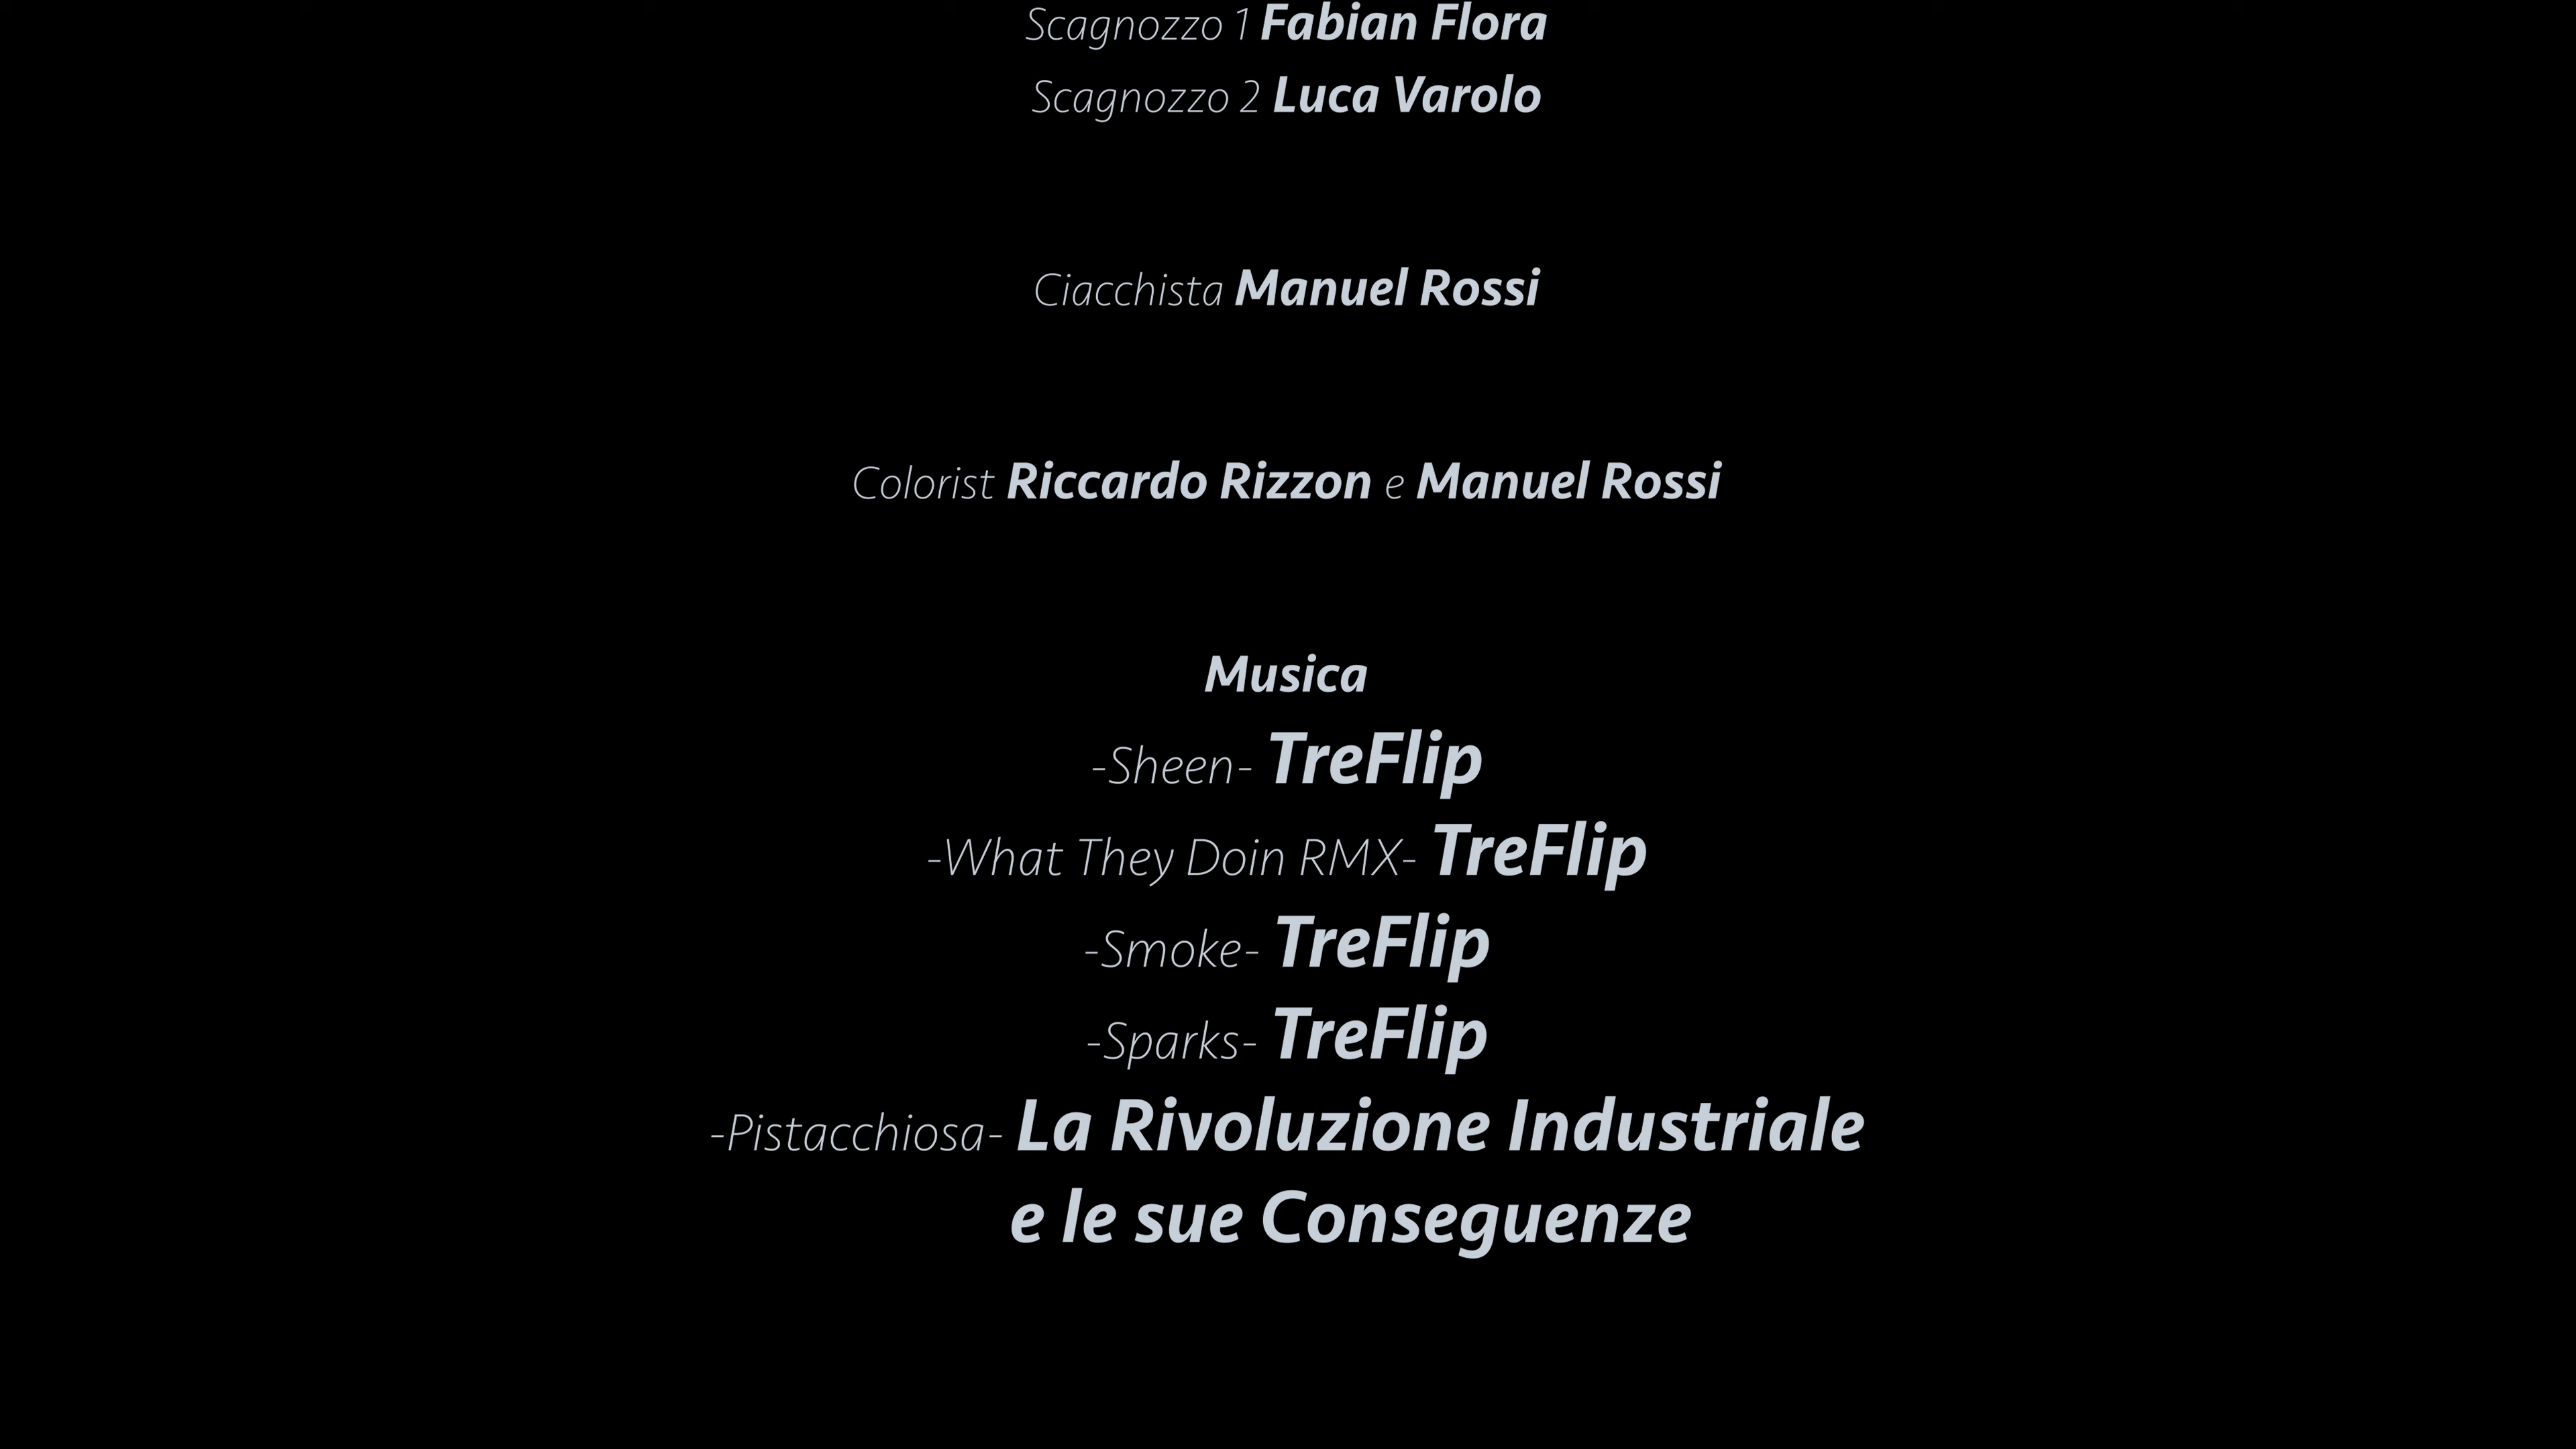 Scagnozzo 1 Fabian Flora
Scagnozzo 2 Luca Varolo
Ciacchista Manuel Rossi
Colorist Riccardo Rizzon e Manuel Rossi
Musica
-Sheen- TreFlip
-What They Doin RMX- TreFlip
-Smoke- TreFlip
-Sparks- TreFlip
-Pistacchiosa- La Rivoluzione Industriale
e le sue Conseguenze